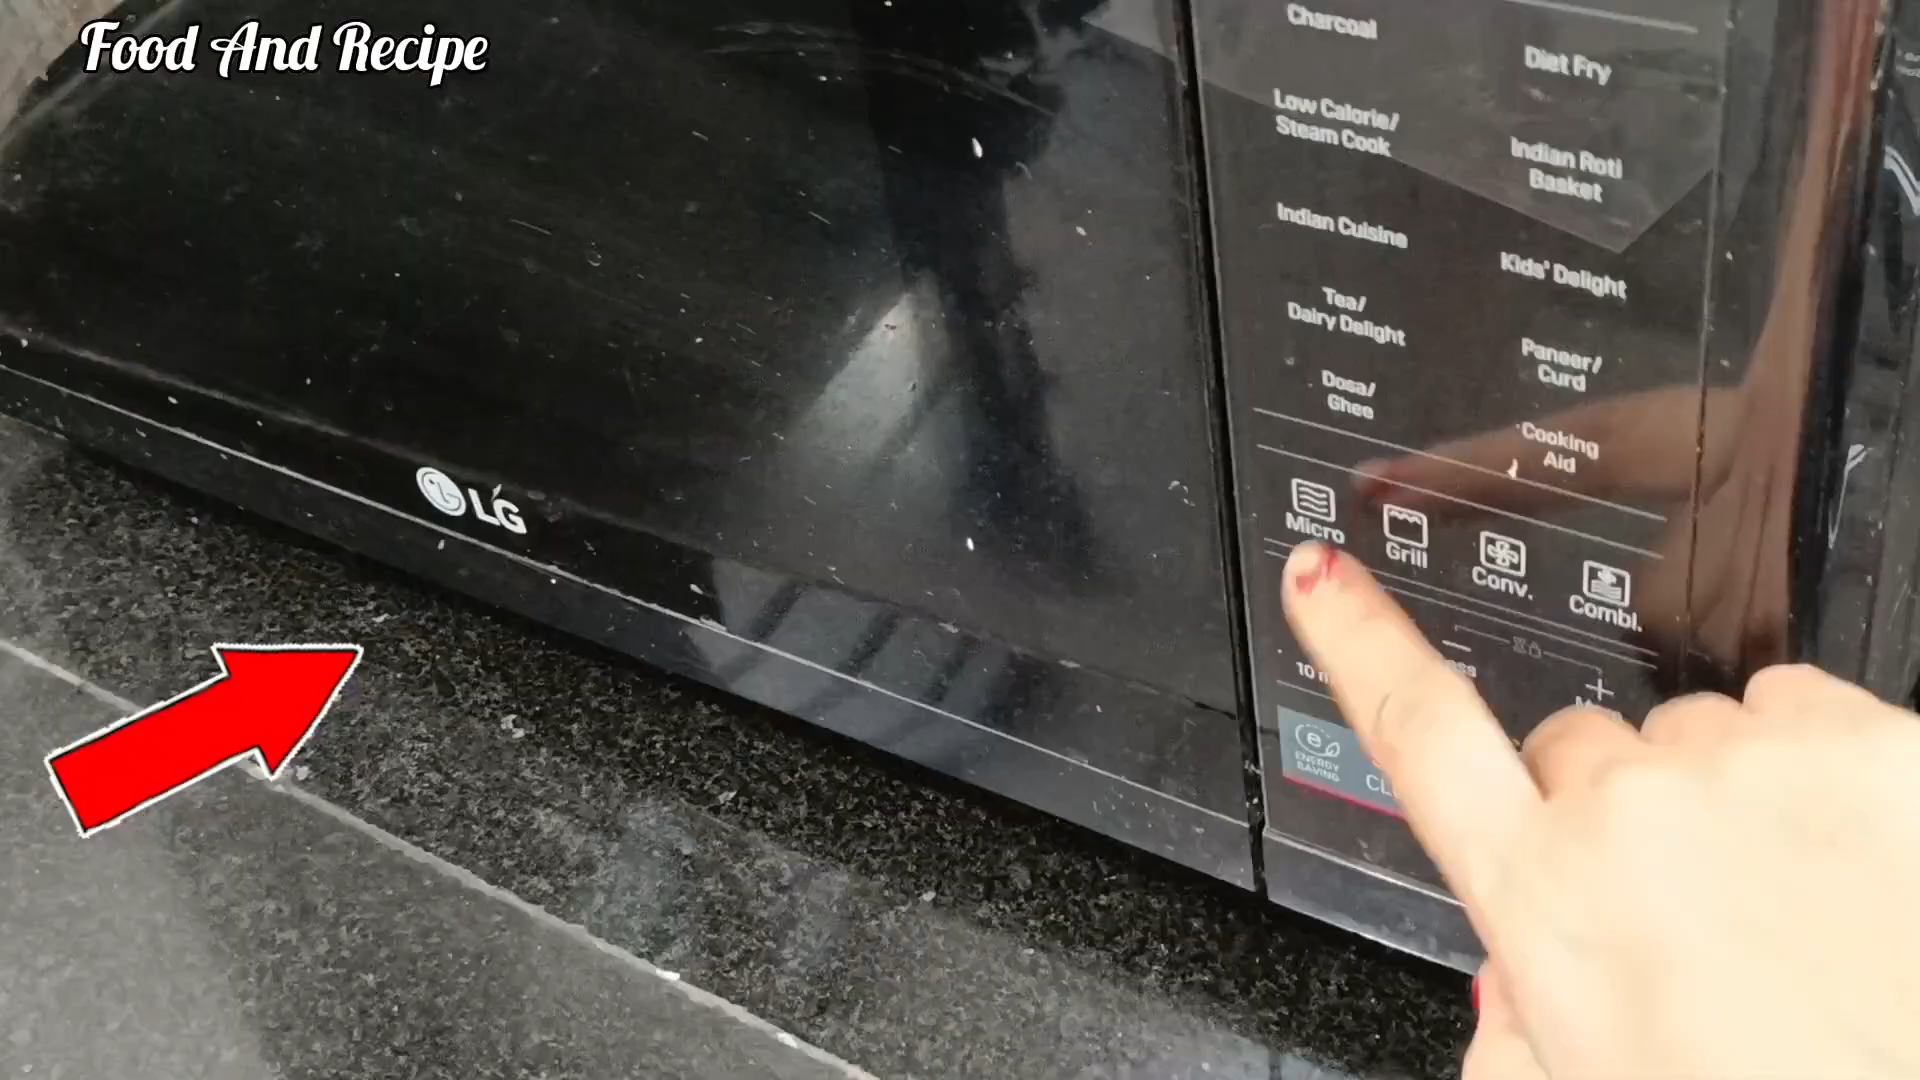 Food And Recipe
Charcoal
Diet Fry
Low Calorie/
Steam Cook
Indian Roti
Basket
Indian Cuisine
Kids' Delight
Tea/
Dairy Delight
Paneer/
Curd
Dosa/
Ghee
Cooking
Aid
LG
Micro
Grill
Conv.
Combi.
10
ENERGY
SAVING